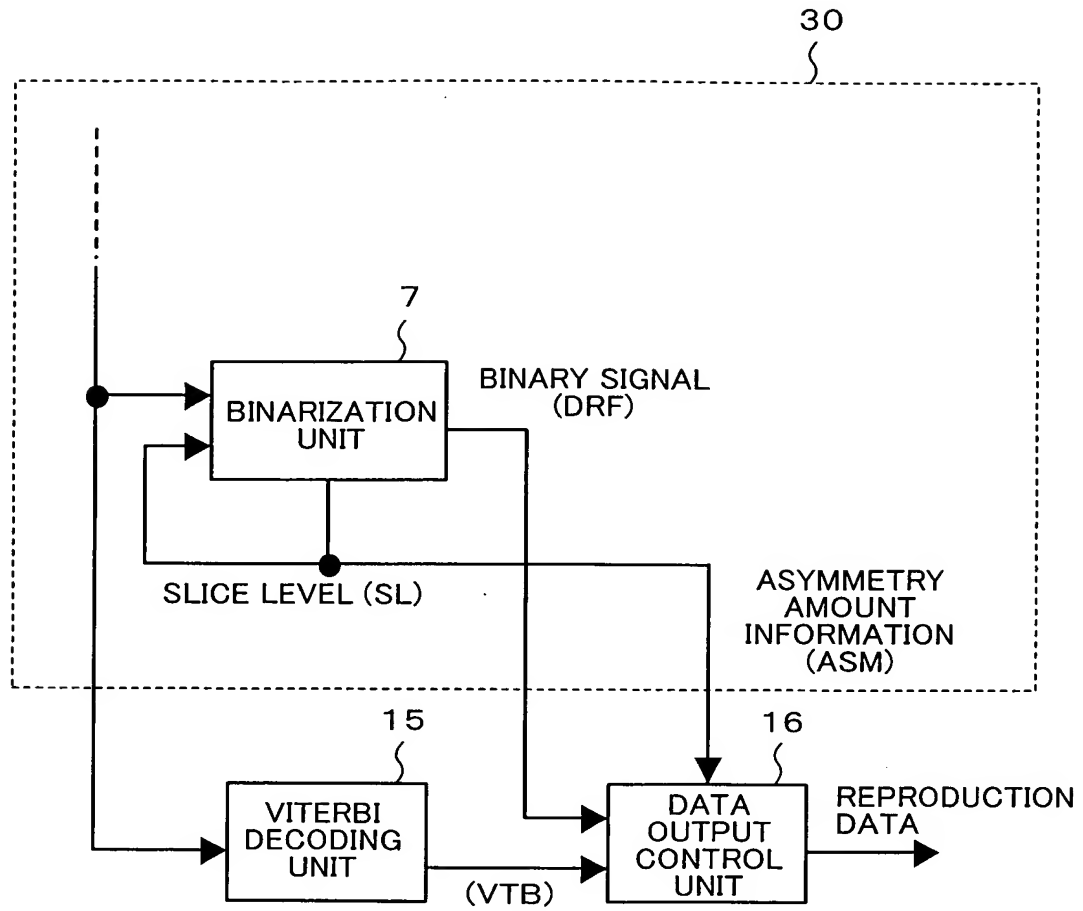 30
7
BINARIZATION
UNIT
BINARY SIGNAL
(DRF)
SLICE LEVEL (SL)
ASYMMETRY
AMOUNT
INFORMATION
(ASM)
15
VITERBI
DECODING
UNIT
(VTB)
16
DATA
OUTPUT
CONTROL
UNIT
REPRODUCTION
DATA